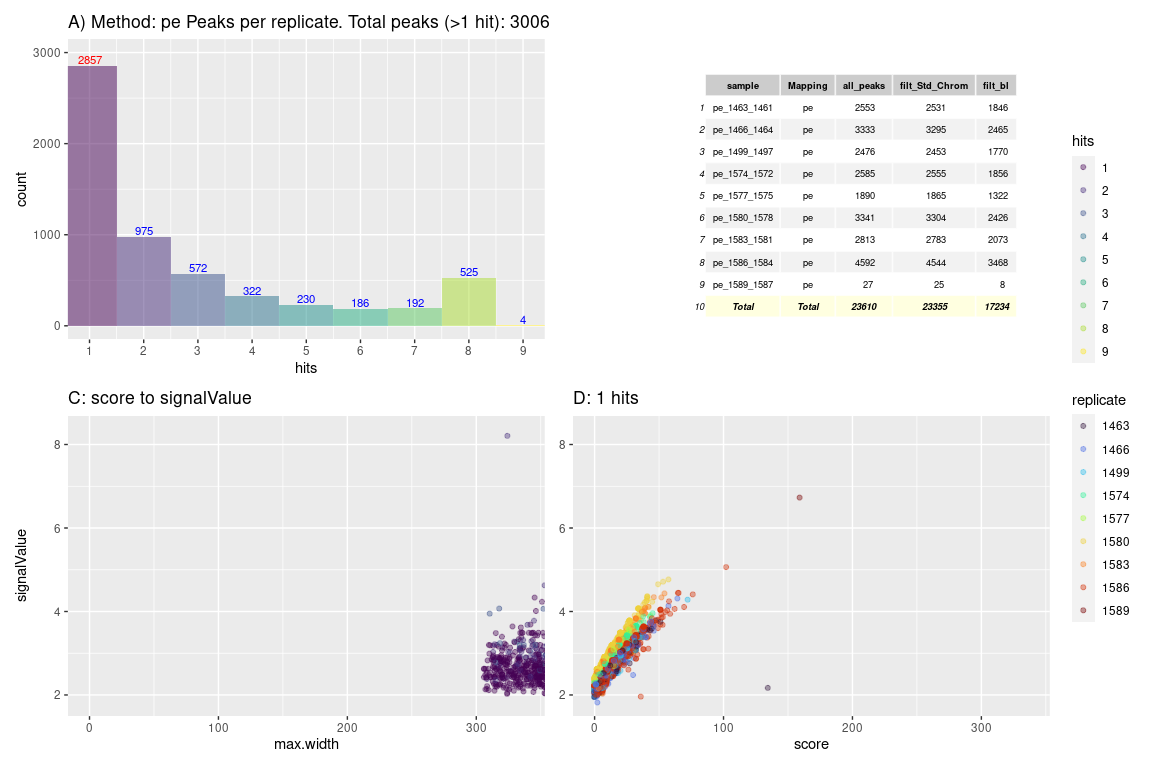 A) Method: pe Peaks per replicate. Total peaks (>1 hit): 3006
3000
2000
1000
0
count
2857
975
572
322
230
186
192
525
4
1 2 3 4 5 6 7 8 9
hits
sample Mapping all_peaks filt_Std_Chrom filt_bl
1 pe_1463_1461 pe 2553 2531 1846
2 pe_1466_1464 pe 3333 3295 2465
3 pe_1499_1497 pe 2476 2453 1770
4 pe_1574_1572 pe 2585 2555 1856
5 pe_1577_1575 pe 1890 1865 1322
6 pe_1580_1578 pe 3341 3304 2426
7 pe_1583_1581 pe 2813 2783 2073
8 pe_1586_1584 pe 4592 4544 3468
9 pe_1589_1587 pe 27 25 8
10 Total Total 23610 23355 17234
hits
1
2
3
4
5
6
7
8
9
C: score to signalValue
8
6
4
2
signalValue
0 100 200 300
max.width
D: 1 hits
8
6
4
2
0 100 200 300
score
replicate
1463
1466
1499
1574
1577
1580
1583
1586
1589